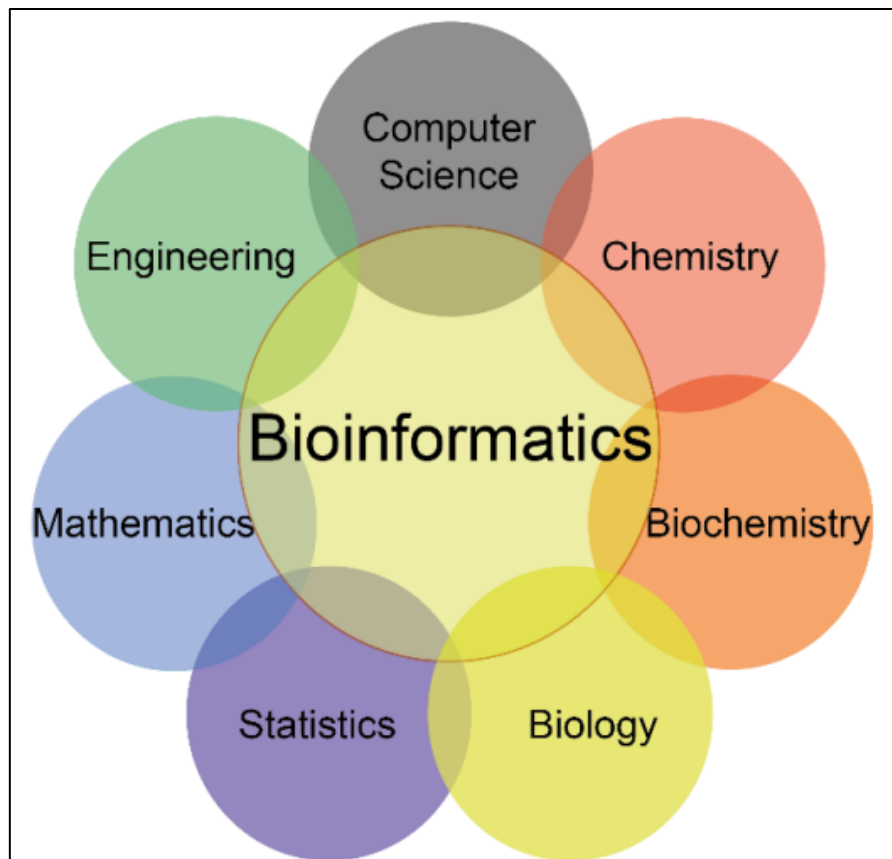 Computer
Science
Engineering
Chemistry
Bioinformatics
Mathematics
Biochemistry
Statistics
Biology